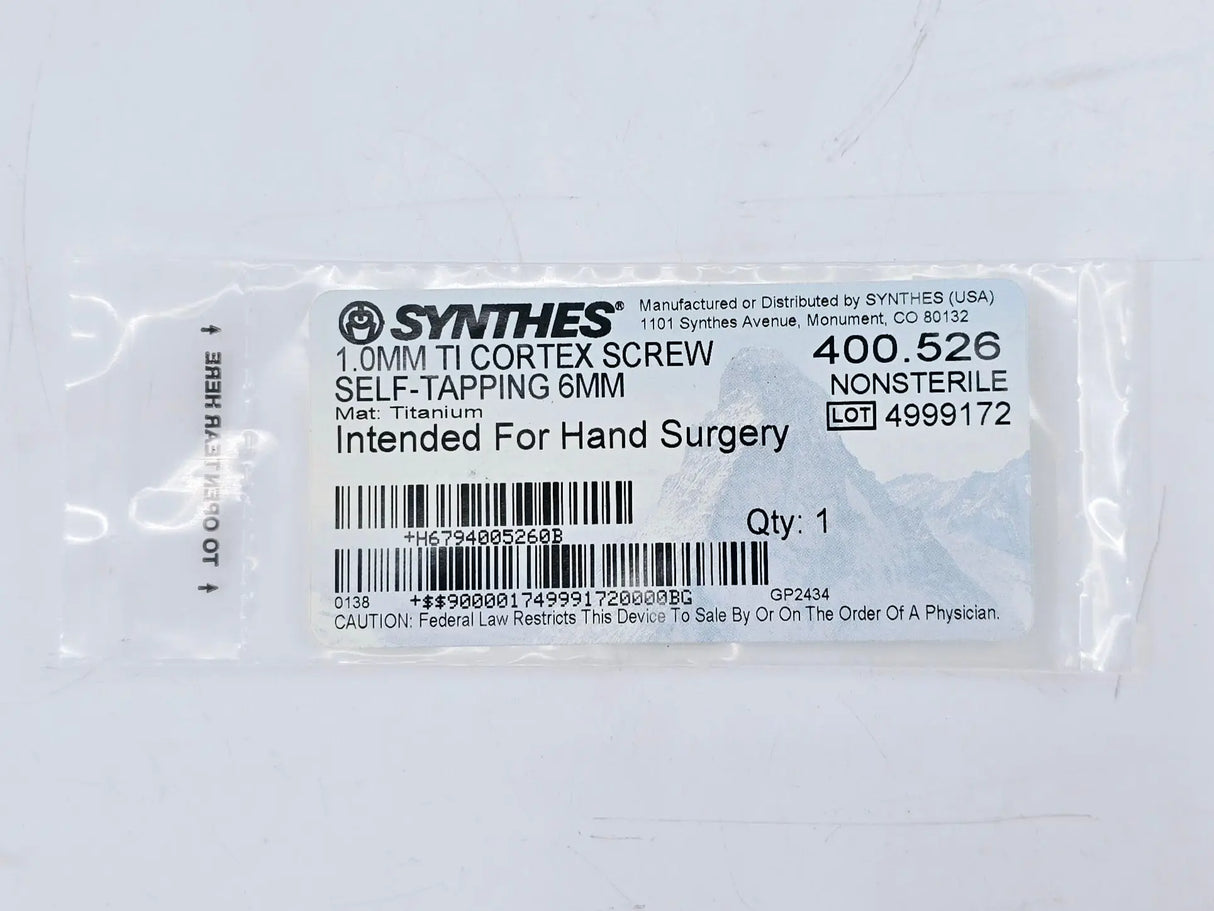 SYNTHES®
Manufactured or Distributed by SYNTHES (USA)
1101 Synthes Avenue, Monument, CO 80132
1.0MM TI CORTEX SCREW
SELF-TAPPING 6MM
400.526
NONSTERILE
LOT 4999172
Mat: Titanium
Intended For Hand Surgery
Qty: 1
+H6794005260B
0138
+$$900001749991720000BG
GP2434
CAUTION: Federal Law Restricts This Device To Sale By Or On The Order Of A Physician.
TO OPEN TEAR HERE